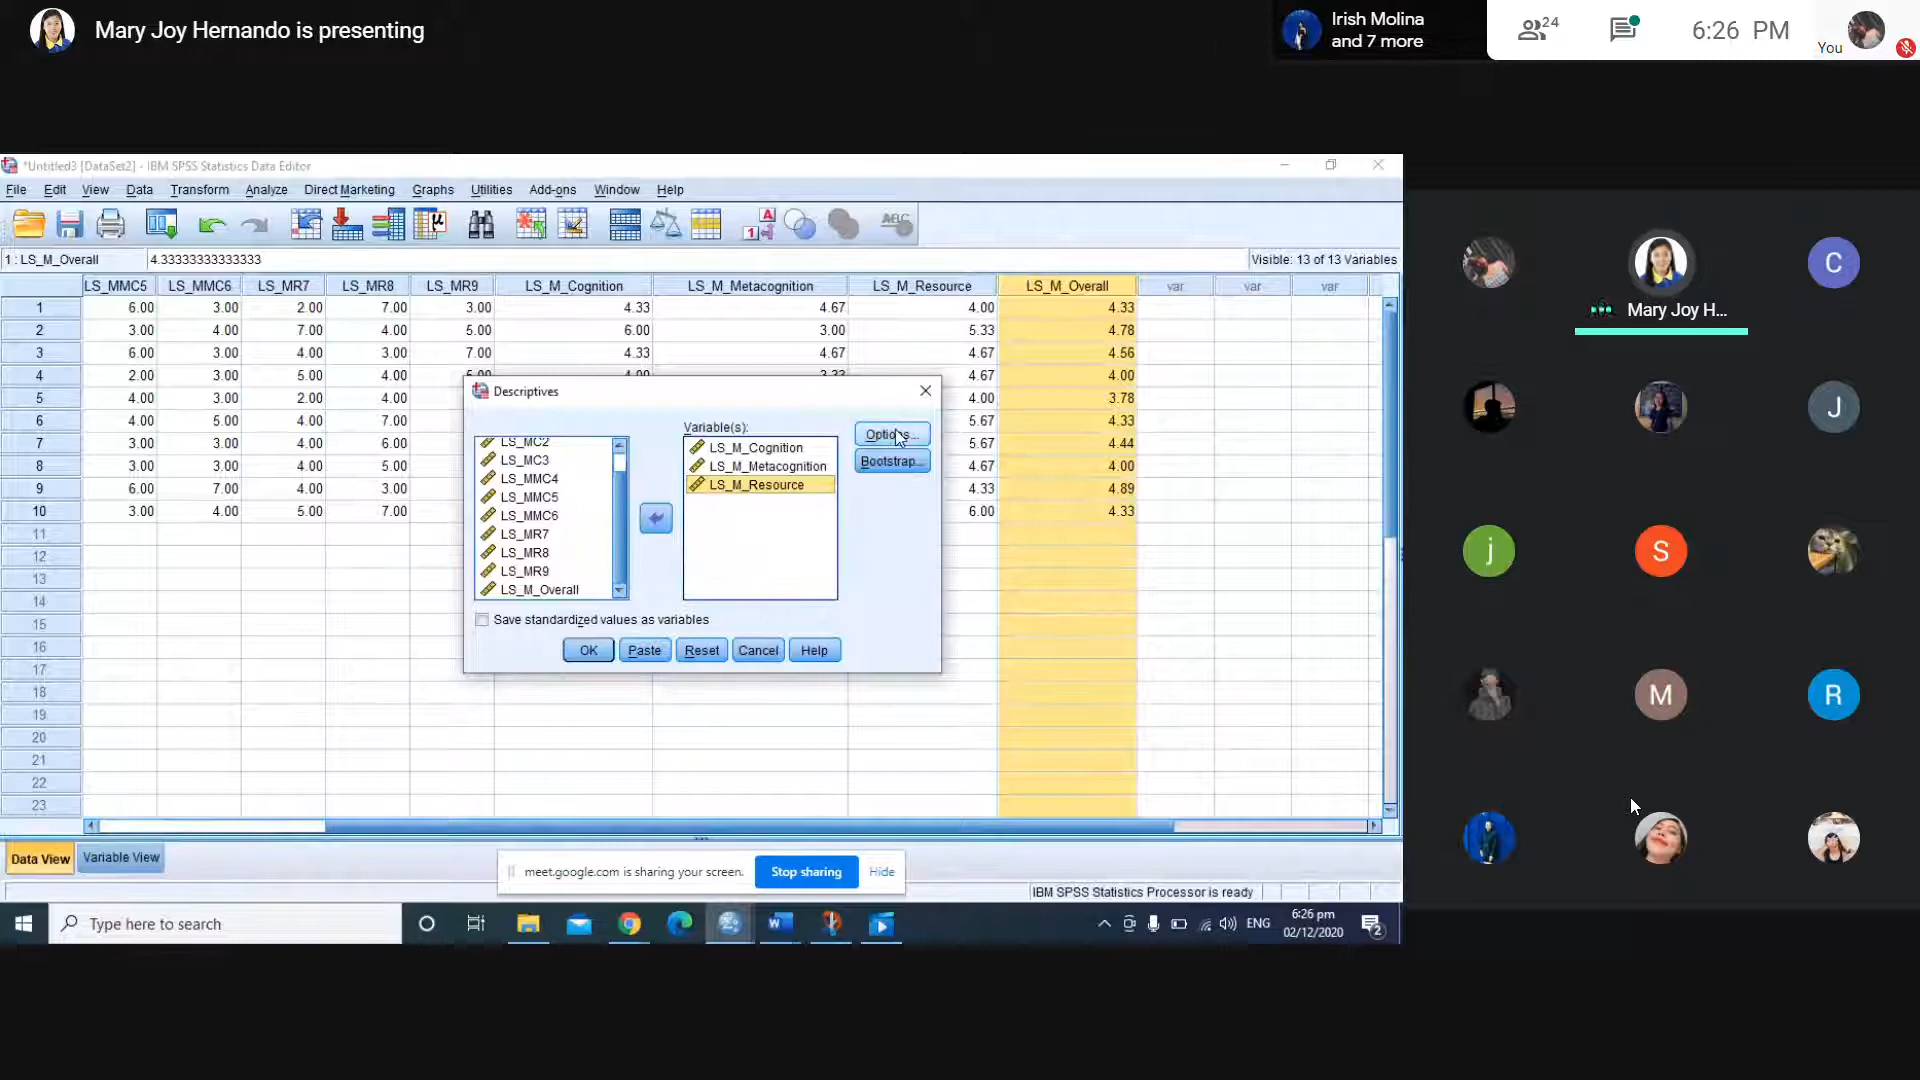 Mary Joy Hernando is presenting
Irish Molina
and 7 more
24
6:26 PM
You
*Untitled3 [DataSet2] - IBM SPSS Statistics Data Editor
File Edit View Data Transform Analyze Direct Marketing Graphs Utilities Add-ons Window Help
1 : LS_M_Overall 4.33333333333333 Visible: 13 of 13 Variables
LS_MMC5 LS_MMC6 LS_MR7 LS_MR8 LS_MR9 LS_M_Cognition LS_M_Metacognition LS_M_Resource LS_M_Overall var var var
1 6.00 3.00 2.00 7.00 3.00 4.33 4.67 4.00 4.33
2 3.00 4.00 7.00 4.00 5.00 6.00 3.00 5.33 4.78
3 6.00 3.00 4.00 3.00 7.00 4.33 4.67 4.67 4.56
4 2.00 3.00 5.00 4.00 6.00 4.00 3.33 4.67 4.00
5 4.00 3.00 2.00 4.00 4.00 3.78
6 4.00 5.00 4.00 7.00 5.67 4.33
7 3.00 4.00 4.00 6.00 5.67 4.44
8 3.00 4.00 4.00 5.00 4.67 4.00
9 6.00 7.00 4.00 3.00 4.33 4.89
10 3.00 4.00 5.00 7.00 6.00 4.33
11
12
13
14
15
16
17
18
19
20
21
22
23
Descriptives
Variable(s):
LS_MC2
LS_MC3
LS_MMC4
LS_MMC5
LS_MMC6
LS_MR7
LS_MR8
LS_MR9
LS_M_Overall
LS_M_Cognition
LS_M_Metacognition
LS_M_Resource
Options...
Bootstrap...
Save standardized values as variables
OK Paste Reset Cancel Help
Data View Variable View
meet.google.com is sharing your screen. Stop sharing Hide
IBM SPSS Statistics Processor is ready
Type here to search
ENG
6:26 pm
02/12/2020
2
C
Mary Joy H...
J
j
S
M
R